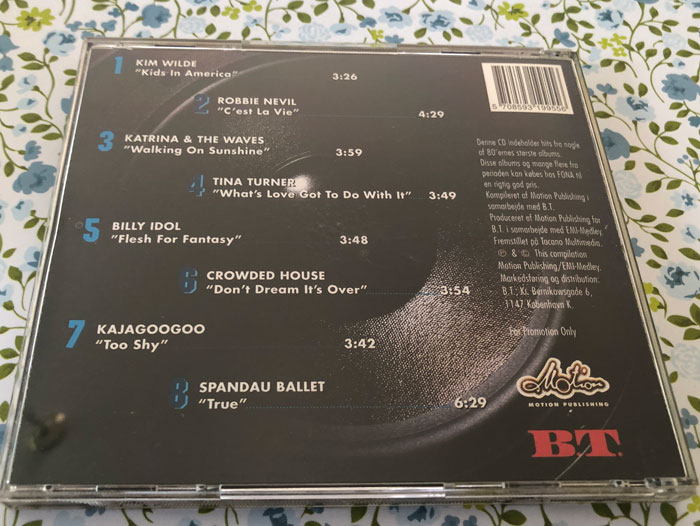 1 KIM WILDE
"Kids In America" 3:26
2 ROBBIE NEVIL
"C'est La Vie" 4:29
3 KATRINA & THE WAVES
"Walking On Sunshine" 3:59
4 TINA TURNER
"What's Love Got To Do With It" 3:49
5 BILLY IDOL
"Flesh For Fantasy" 3:48
6 CROWDED HOUSE
"Don't Dream It's Over" 3:54
7 KAJAGOOGOO
"Too Shy" 3:42
8 SPANDAU BALLET
"True" 6:29
5 708593 199556
Denne CD indeholder hits fra nogle
af 80'ernes største albums.
Disse albums og mange flere fra
perioden kan købes hos FONA til
en rigtig god pris.
Kompileret af Motion Publishing i
samarbejde med B.T.
Produceret af Motion Publishing for
B.T. i samarbejde med EMI-Medley.
Fremstillet på Tacano Multimedia.
℗ & © This compilation
Motion Publishing/EMI-Medley.
Markedsføring og distribution:
B.T.; Kr. Bernikowsgade 6,
3147 København K.
For Promotion Only
Motion
MOTION PUBLISHING
B.T.